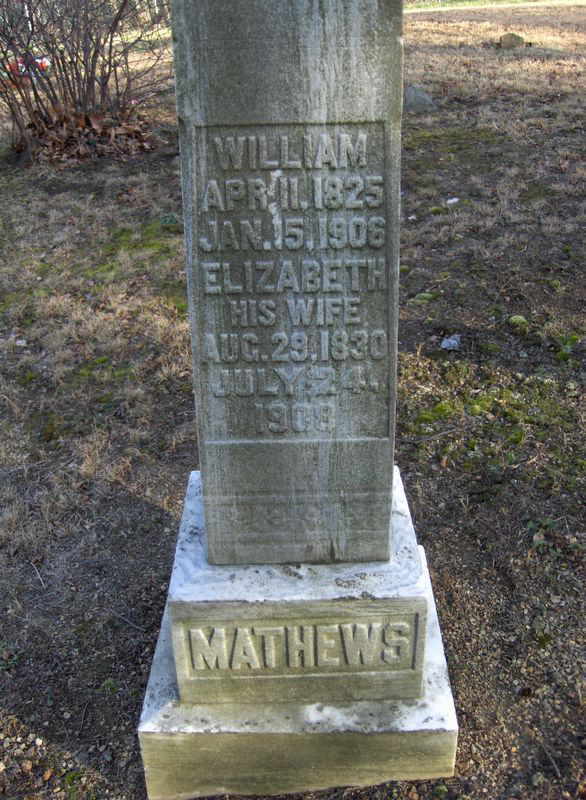 WILLIAM
APR.11.1825
JAN.15.1906
ELIZABETH
HIS WIFE
AUG.29.1830
JULY.24.
1908
MATHEWS